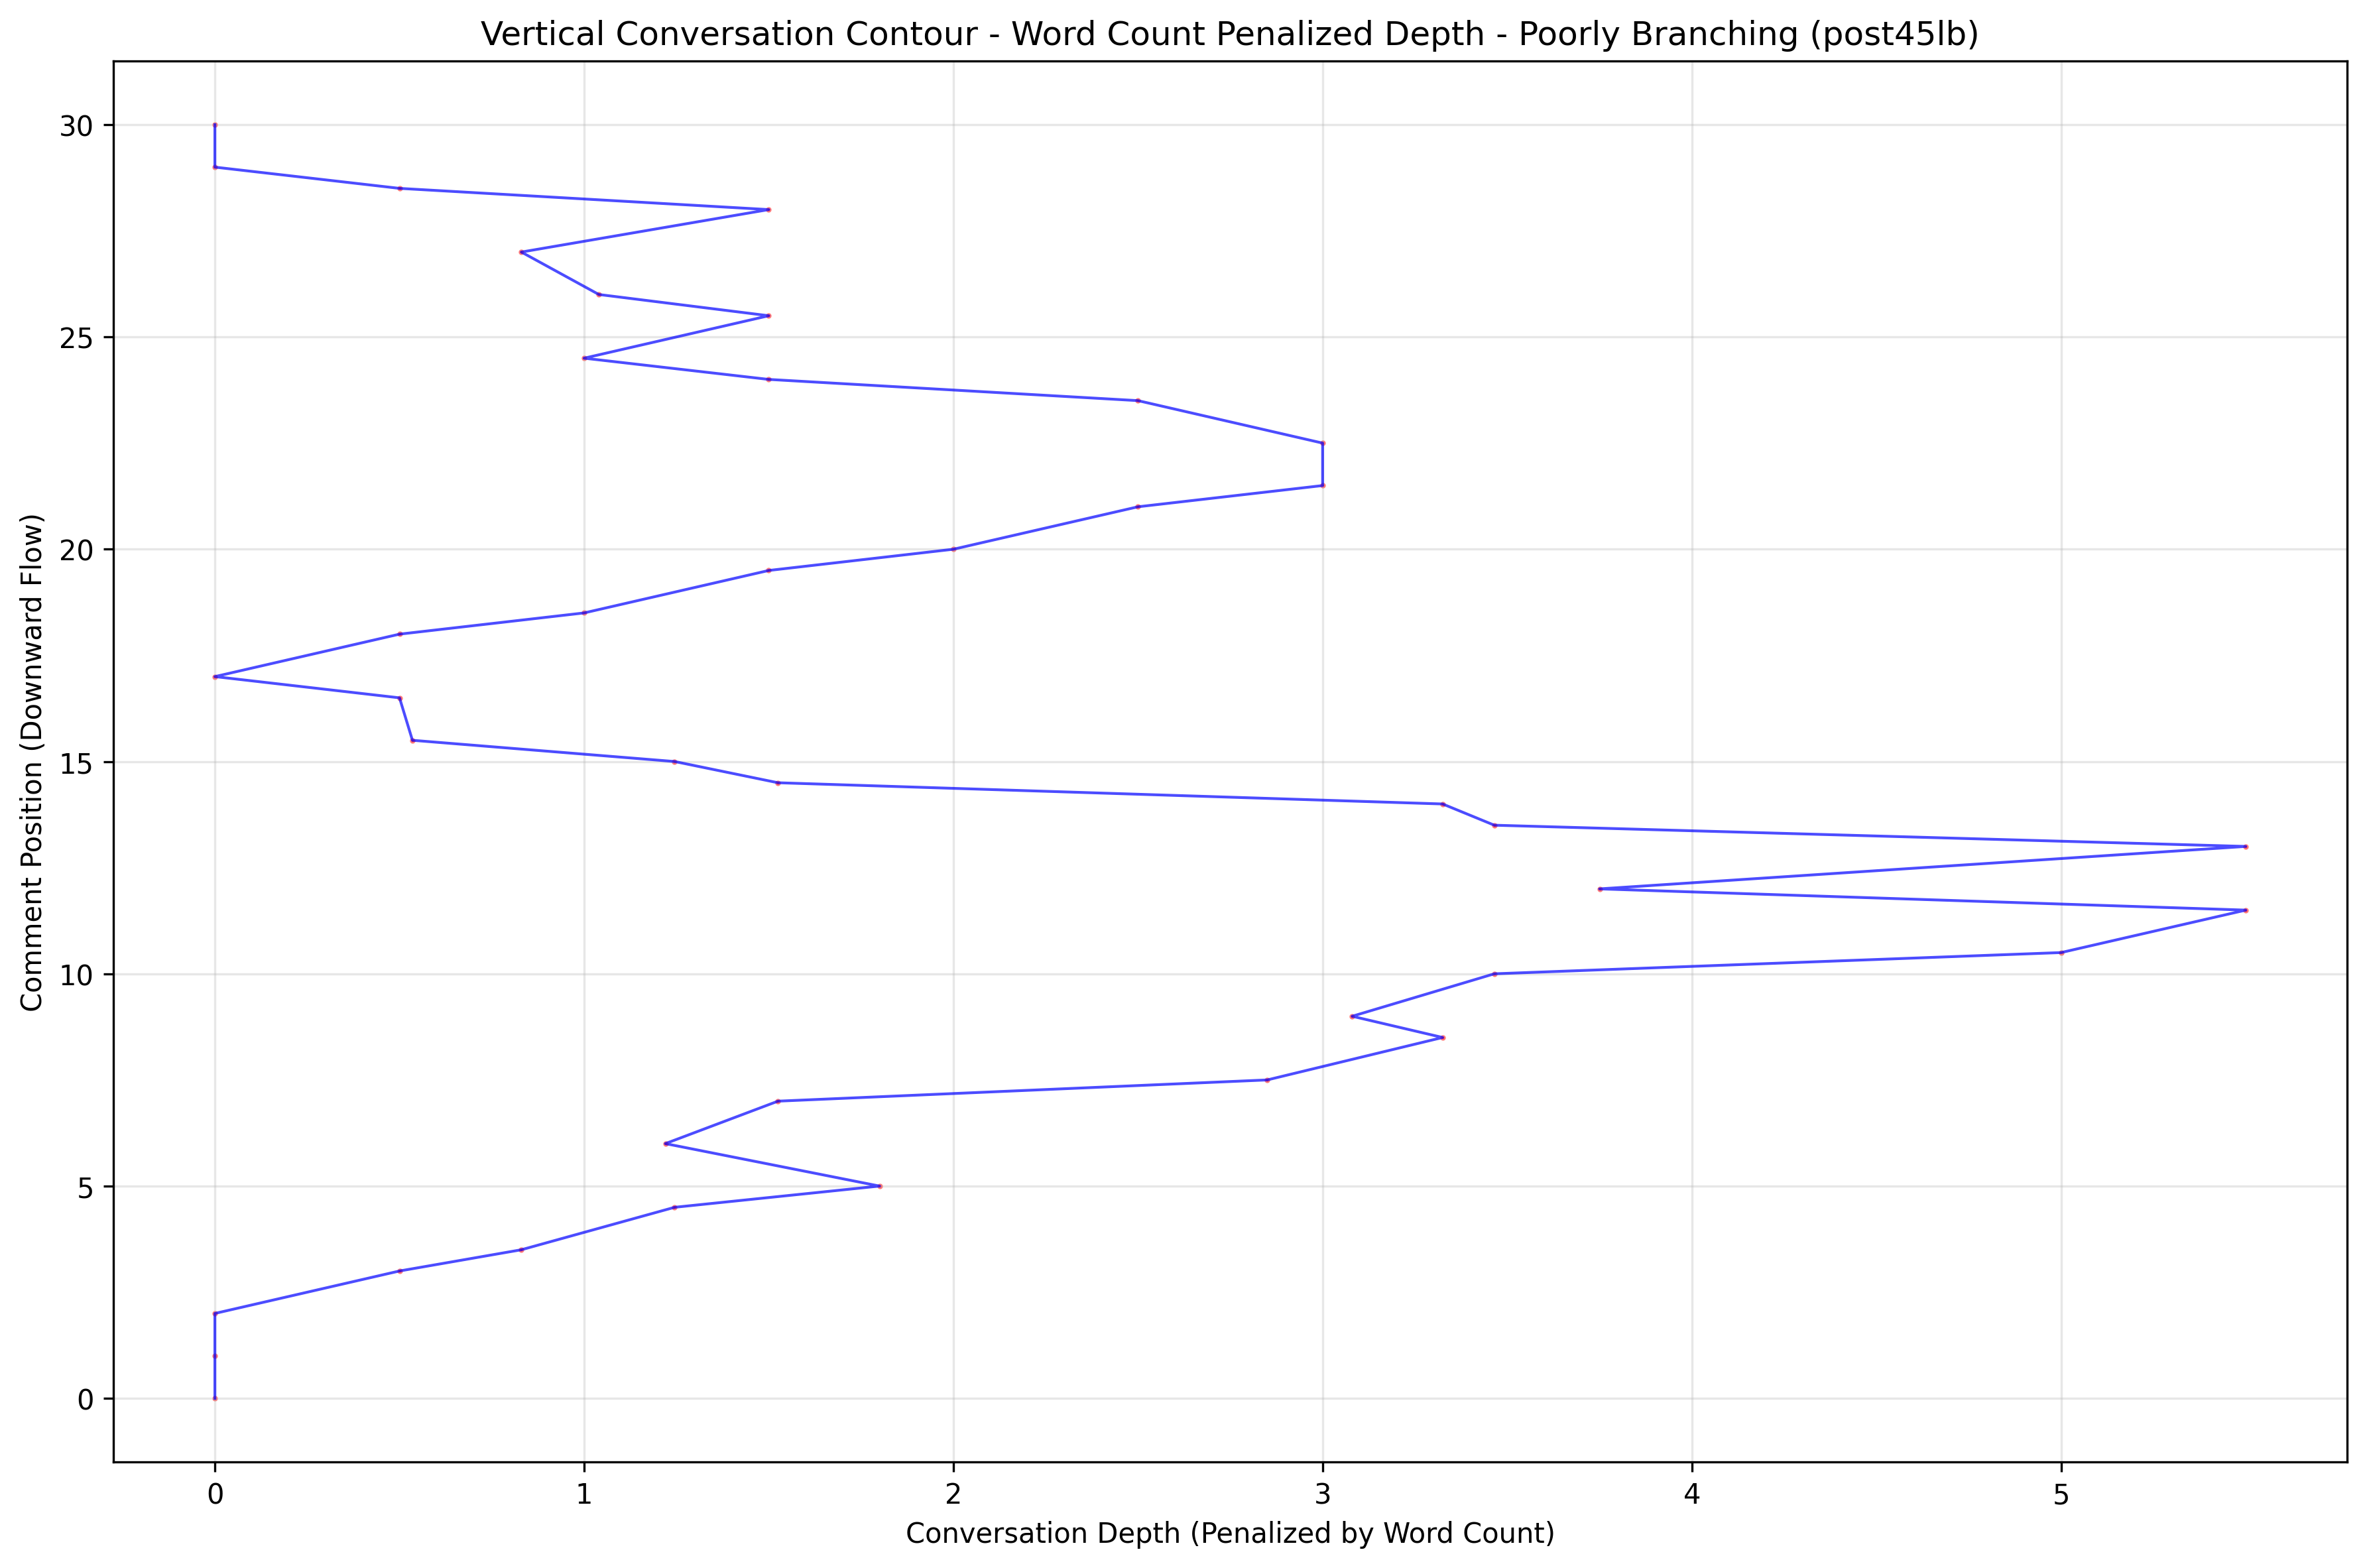 Vertical Conversation Contour - Word Count Penalized Depth - Poorly Branching (post45lb)
30
25
20
15
10
5
0
Comment Position (Downward Flow)
0 1 2 3 4 5
Conversation Depth (Penalized by Word Count)